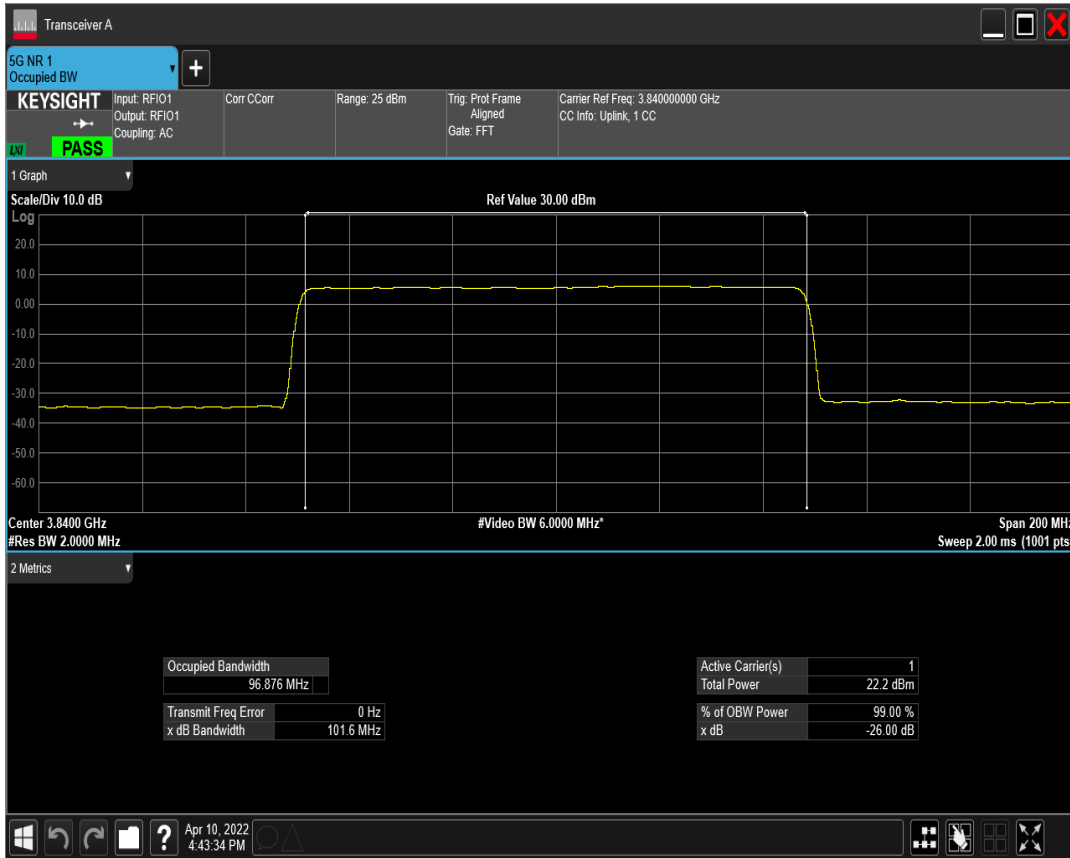 Transceiver A
5G NR 1
Occupied BW
KEYSIGHT
LXI
PASS
Input: RFIO1
Output: RFIO1
Coupling: AC
Corr CCorr
Range: 25 dBm
Trig: Prot Frame
Aligned
Gate: FFT
Carrier Ref Freq: 3.840000000 GHz
CC Info: Uplink, 1 CC
1 Graph
Scale/Div 10.0 dB
Ref Value 30.00 dBm
Log
20.0
10.0
0.00
-10.0
-20.0
-30.0
-40.0
-50.0
-60.0
Center 3.8400 GHz
#Video BW 6.0000 MHz*
Span 200 MHz
#Res BW 2.0000 MHz
Sweep 2.00 ms (1001 pts
2 Metrics
Occupied Bandwidth
96.876 MHz
Transmit Freq Error 0 Hz
x dB Bandwidth 101.6 MHz
Active Carrier(s) 1
Total Power 22.2 dBm
% of OBW Power 99.00 %
x dB -26.00 dB
?
Apr 10, 2022
4:43:34 PM